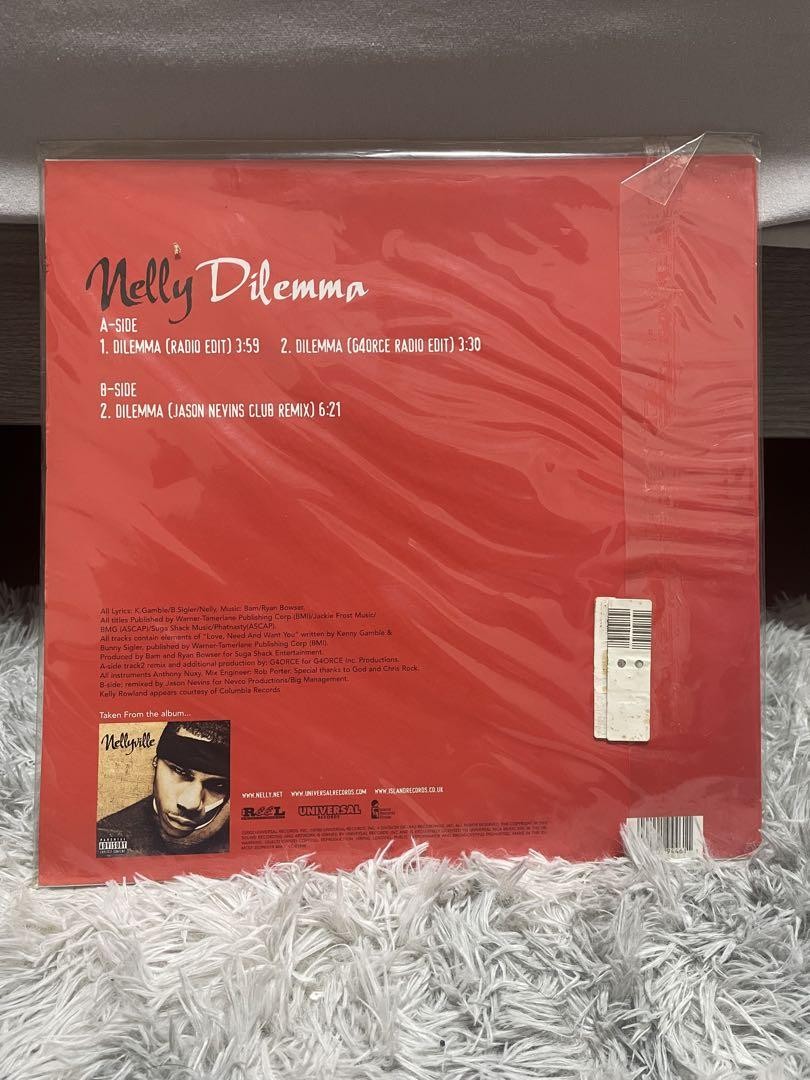 Nelly Dilemma
A-SIDE
1. DILEMMA (RADIO EDIT) 3:59 2. DILEMMA (G4ORCE RADIO EDIT) 3:30
B-SIDE
2. DILEMMA (JASON NEVINS CLUB REMIX) 6:21
All Lyrics: K.Gamble/B.Sigler/Nelly, Music: Bam/Ryan Bowser.
All titles Published by Warner-Tamerlane Publishing Corp (BMI)/Jackie Frost Music/
BMG (ASCAP)/Suga Shack Music/Phatnasty(ASCAP).
All tracks contain elements of "Love, Need And Want You" written by Kenny Gamble &
Bunny Sigler, published by Warner-Tamerlane Publishing Corp (BMI).
Produced by Bam and Ryan Bowser for Suga Shack Entertainment.
A-side track2 remix and additional production by: G4ORCE for G4ORCE Inc. Productions.
All instruments Anthony Nuxy, Mix Engineer: Rob Porter. Special thanks to God and Chris Rock.
B-side: remixed by Jason Nevins for Nevco Productions/Big Management.
Kelly Rowland appears courtesy of Columbia Records
Taken From the album...
Nellyville
PARENTAL
ADVISORY
EXPLICIT CONTENT
WWW.NELLY.NET WWW.UNIVERSALRECORDS.COM WWW.ISLANDRECORDS.CO.UK
UNIVERSAL
RECORDS